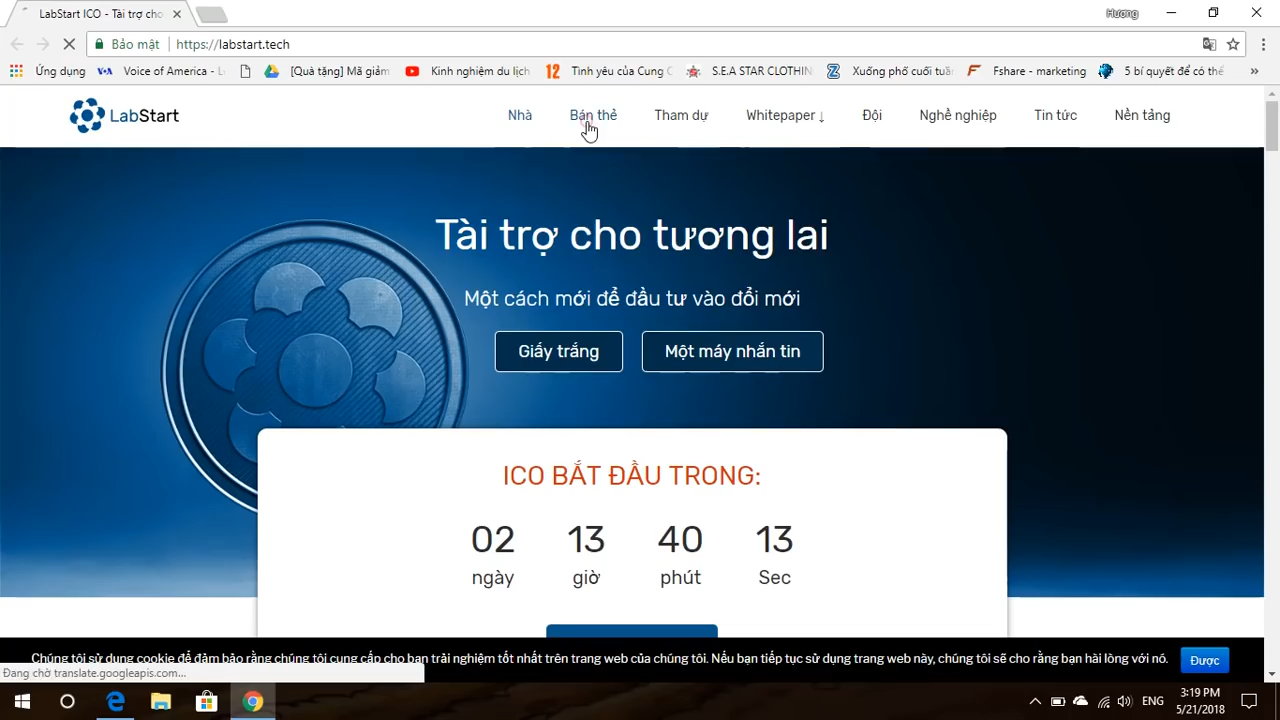 LabStart ICO - Tài trợ cho
Hương
Bảo mật
https://labstart.tech
Ứng dụng
Voice of America - L
[Quà tặng] Mã giảm
Kinh nghiệm du lịch
12
Tình yêu của Cung C
S.E.A STAR CLOTHIN
Xuống phố cuối tuần
Fshare - marketing
5 bí quyết để có thể
LabStart
Nhà
Bán thẻ
Tham dự
Whitepaper ↓
Đội
Nghề nghiệp
Tin tức
Nền tảng
Tài trợ cho tương lai
Một cách mới để đầu tư vào đổi mới
Giấy trắng
Một máy nhắn tin
ICO BẮT ĐẦU TRONG:
02 13 40 13
ngày giờ phút Sec
Chúng tôi sử dụng cookie để đảm bảo rằng chúng tôi cung cấp cho bạn trải nghiệm tốt nhất trên trang web của chúng tôi. Nếu bạn tiếp tục sử dụng trang web này, chúng tôi sẽ cho rằng bạn hài lòng với nó.
Được
Đang chờ translate.googleapis.com...
ENG
3:19 PM
5/21/2018